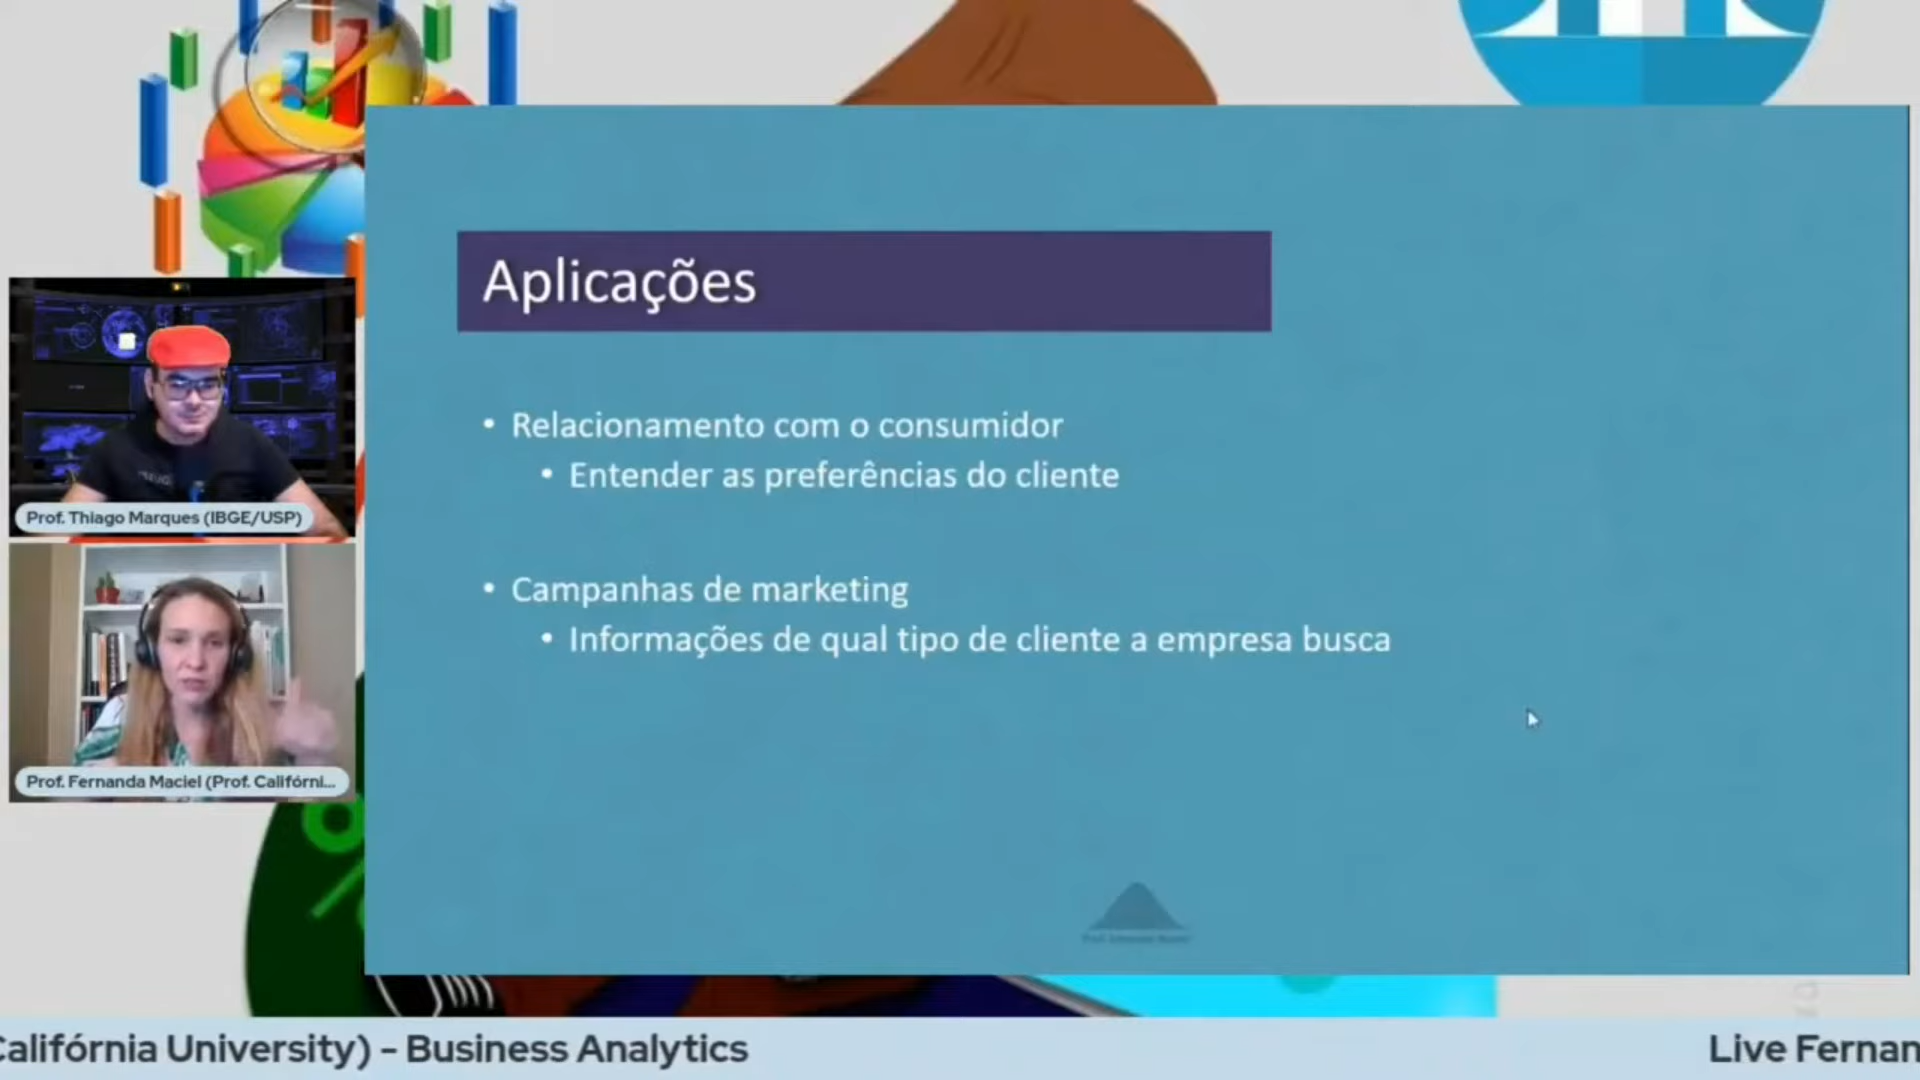 Aplicações
• Relacionamento com o consumidor
• Entender as preferências do cliente
• Campanhas de marketing
• Informações de qual tipo de cliente a empresa busca
Prof. Thiago Marques (IBGE/USP)
Prof. Fernanda Maciel (Prof. Califórni...
Califórnia University) - Business Analytics
Live Fernan